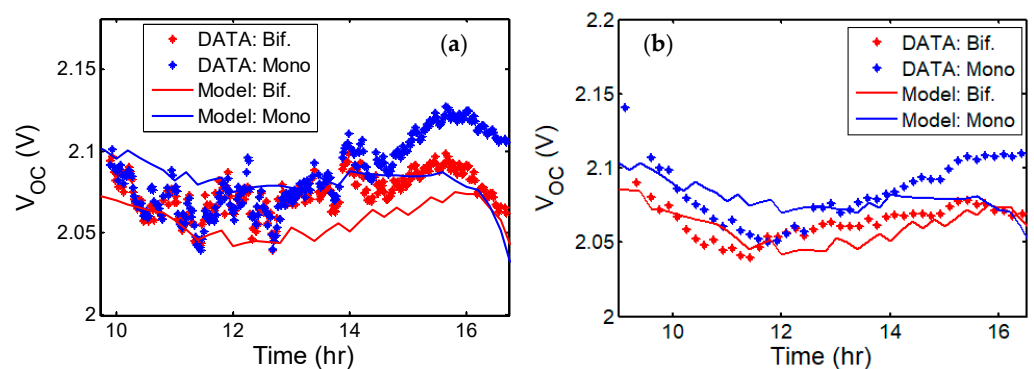 (a)
DATA: Bif.
DATA: Mono
Model: Bif.
Model: Mono
2.15
2.1
2.05
2
V_OC (V)
10
12
14
16
Time (hr)
(b)
DATA: Bif.
DATA: Mono
Model: Bif.
Model: Mono
2.2
2.15
2.1
2.05
2
V_OC (V)
10
12
14
16
Time (hr)